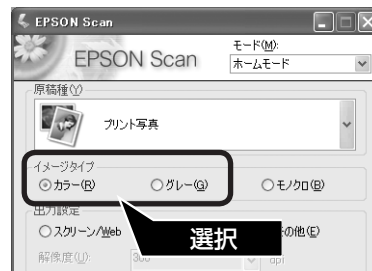 EPSON Scan
EPSON Scan
モード(M):
ホームモード
原稿種(Y)
プリント写真
イメージタイプ
カラー(R)
グレー(G)
モノクロ(B)
出力設定
スクリーン/Web
の他(E)
選択
解像度(U):
300
dpi